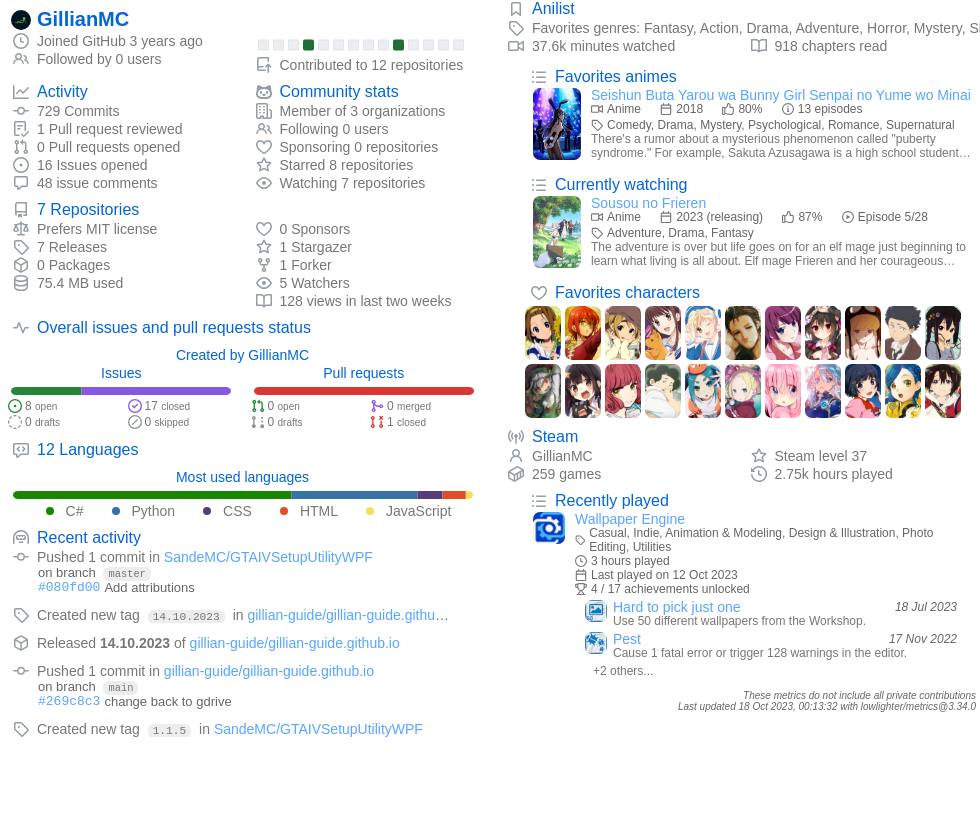 GillianMC
Joined GitHub 3 years ago
Followed by 0 users
Contributed to 12 repositories
Activity
729 Commits
1 Pull request reviewed
0 Pull requests opened
16 Issues opened
48 issue comments
Community stats
Member of 3 organizations
Following 0 users
Sponsoring 0 repositories
Starred 8 repositories
Watching 7 repositories
7 Repositories
Prefers MIT license
7 Releases
0 Packages
75.4 MB used
0 Sponsors
1 Stargazer
1 Forker
5 Watchers
128 views in last two weeks
Overall issues and pull requests status
Created by GillianMC
Issues
8 open
17 closed
0 drafts
0 skipped
Pull requests
0 open
0 merged
0 drafts
1 closed
12 Languages
Most used languages
C# Python CSS HTML JavaScript
Recent activity
Pushed 1 commit in SandeMC/GTAIVSetupUtilityWPF
on branch master
#080fd00 Add attributions
Created new tag 14.10.2023 in gillian-guide/gillian-guide.githu…
Released 14.10.2023 of gillian-guide/gillian-guide.github.io
Pushed 1 commit in gillian-guide/gillian-guide.github.io
on branch main
#269c8c3 change back to gdrive
Created new tag 1.1.5 in SandeMC/GTAIVSetupUtilityWPF
Anilist
Favorites genres: Fantasy, Action, Drama, Adventure, Horror, Mystery, Sl
37.6k minutes watched
918 chapters read
Favorites animes
Seishun Buta Yarou wa Bunny Girl Senpai no Yume wo Minai
Anime 2018 80% 13 episodes
Comedy, Drama, Mystery, Psychological, Romance, Supernatural
There's a rumor about a mysterious phenomenon called "puberty
syndrome." For example, Sakuta Azusagawa is a high school student…
Currently watching
Sousou no Frieren
Anime 2023 (releasing) 87% Episode 5/28
Adventure, Drama, Fantasy
The adventure is over but life goes on for an elf mage just beginning to
learn what living is all about. Elf mage Frieren and her courageous…
Favorites characters
Steam
GillianMC
Steam level 37
259 games
2.75k hours played
Recently played
Wallpaper Engine
Casual, Indie, Animation & Modeling, Design & Illustration, Photo
Editing, Utilities
3 hours played
Last played on 12 Oct 2023
4 / 17 achievements unlocked
Hard to pick just one 18 Jul 2023
Use 50 different wallpapers from the Workshop.
Pest 17 Nov 2022
Cause 1 fatal error or trigger 128 warnings in the editor.
+2 others...
These metrics do not include all private contributions
Last updated 18 Oct 2023, 00:13:32 with lowlighter/metrics@3.34.0